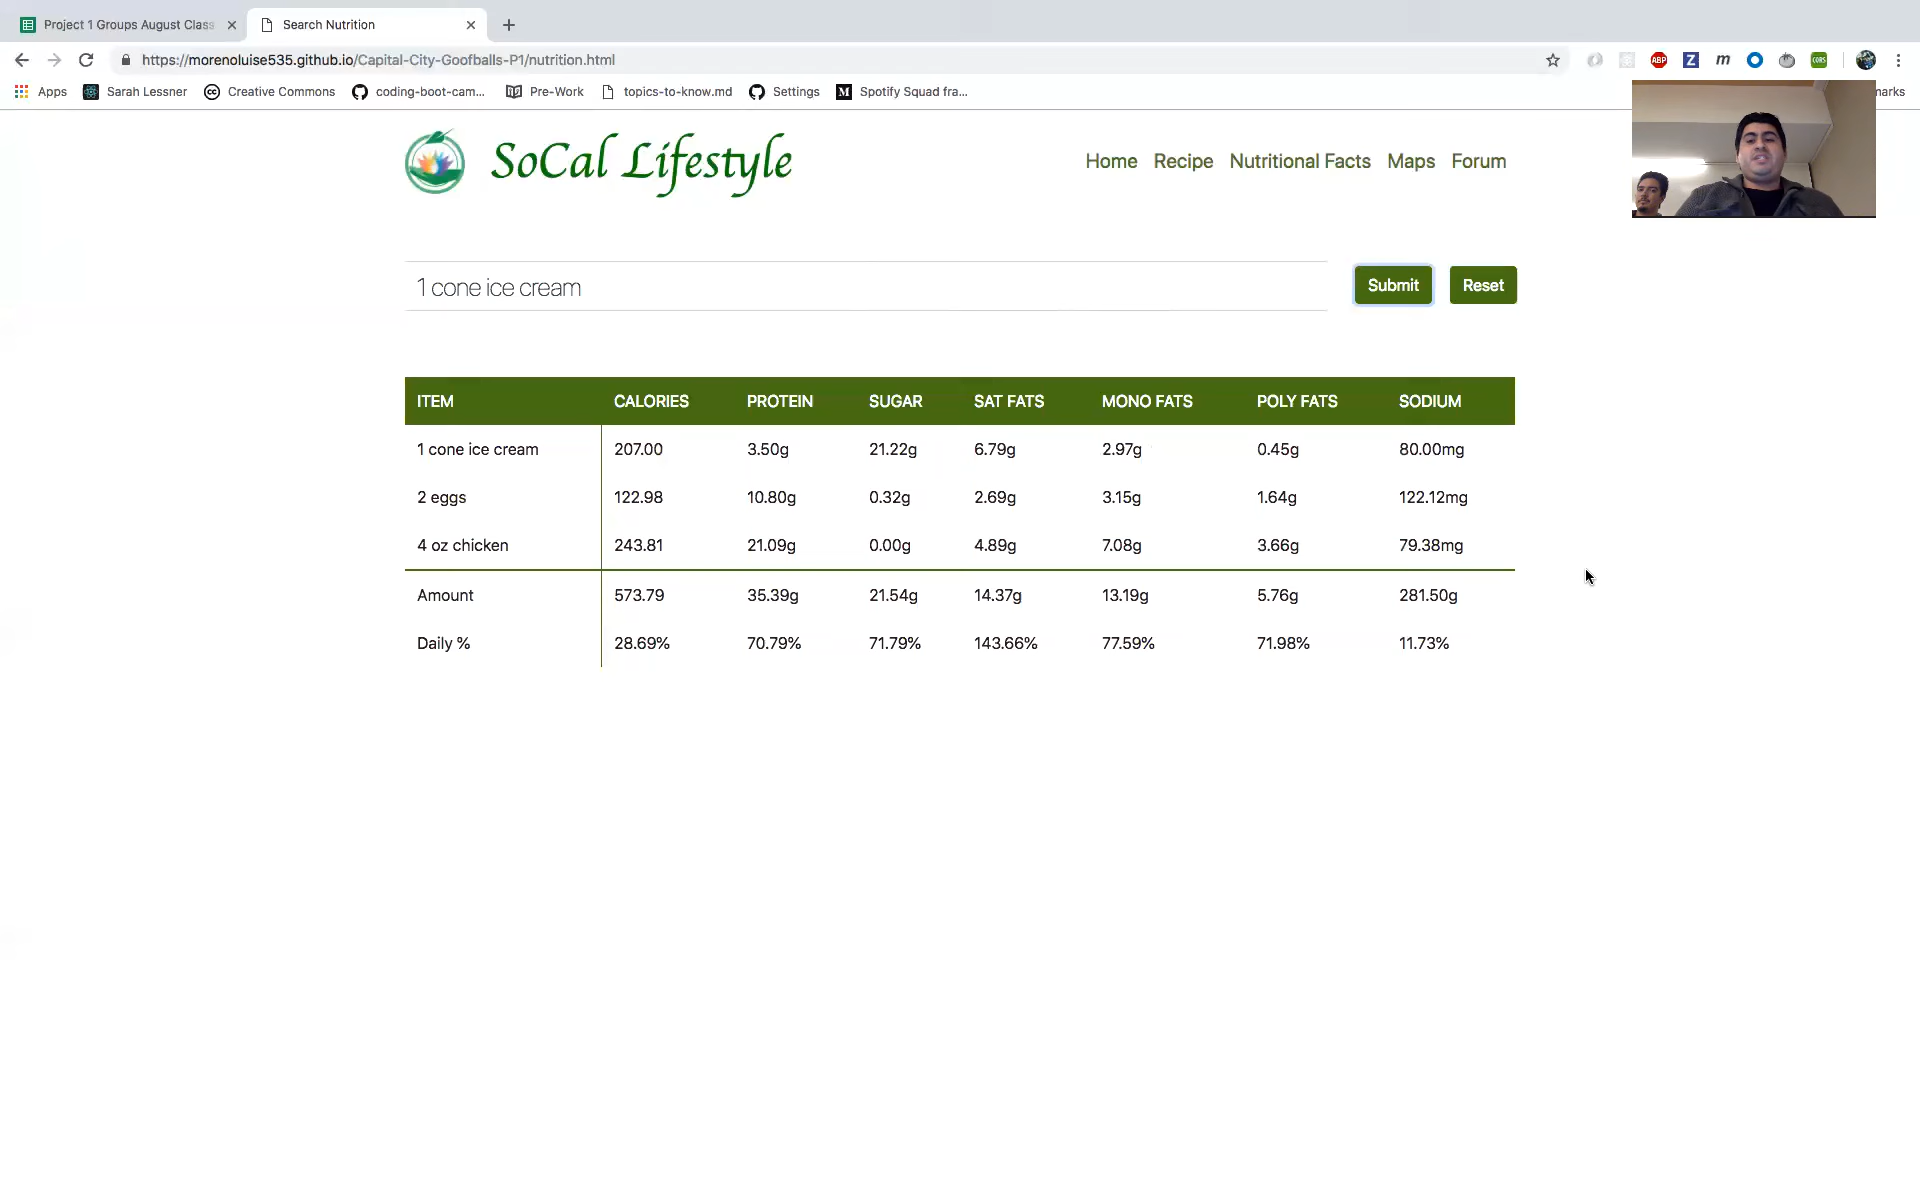 Project 1 Groups August Class
Search Nutrition
https://morenoluise535.github.io/Capital-City-Goofballs-P1/nutrition.html
ABP Z m CORS
Apps Sarah Lessner CC Creative Commons coding-boot-cam... Pre-Work topics-to-know.md Settings M Spotify Squad fra... marks
SoCal Lifestyle
Home Recipe Nutritional Facts Maps Forum
1 cone ice cream Submit Reset
ITEM CALORIES PROTEIN SUGAR SAT FATS MONO FATS POLY FATS SODIUM
1 cone ice cream 207.00 3.50g 21.22g 6.79g 2.97g 0.45g 80.00mg
2 eggs 122.98 10.80g 0.32g 2.69g 3.15g 1.64g 122.12mg
4 oz chicken 243.81 21.09g 0.00g 4.89g 7.08g 3.66g 79.38mg
Amount 573.79 35.39g 21.54g 14.37g 13.19g 5.76g 281.50g
Daily % 28.69% 70.79% 71.79% 143.66% 77.59% 71.98% 11.73%